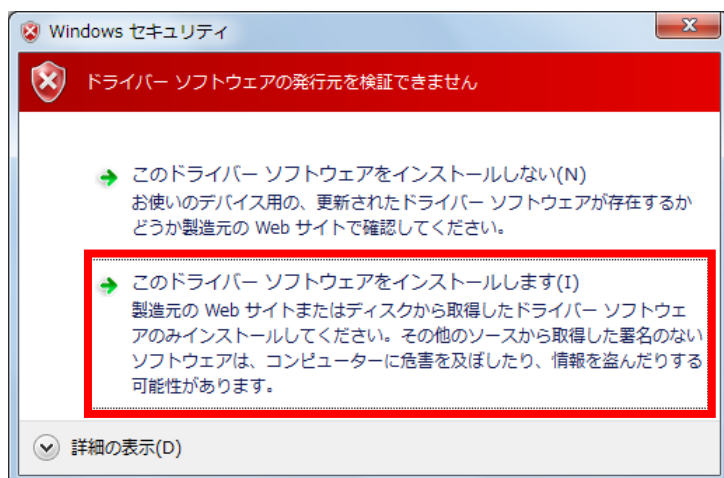 Windows セキュリティ
ドライバー ソフトウェアの発行元を検証できません
このドライバー ソフトウェアをインストールしない(N)
お使いのデバイス用の、更新されたドライバー ソフトウェアが存在するか
どうか製造元の Web サイトで確認してください。
このドライバー ソフトウェアをインストールします(I)
製造元の Web サイトまたはディスクから取得したドライバー ソフトウェ
アのみインストールしてください。その他のソースから取得した署名のない
ソフトウェアは、コンピューターに危害を及ぼしたり、情報を盗んだりする
可能性があります。
詳細の表示(D)